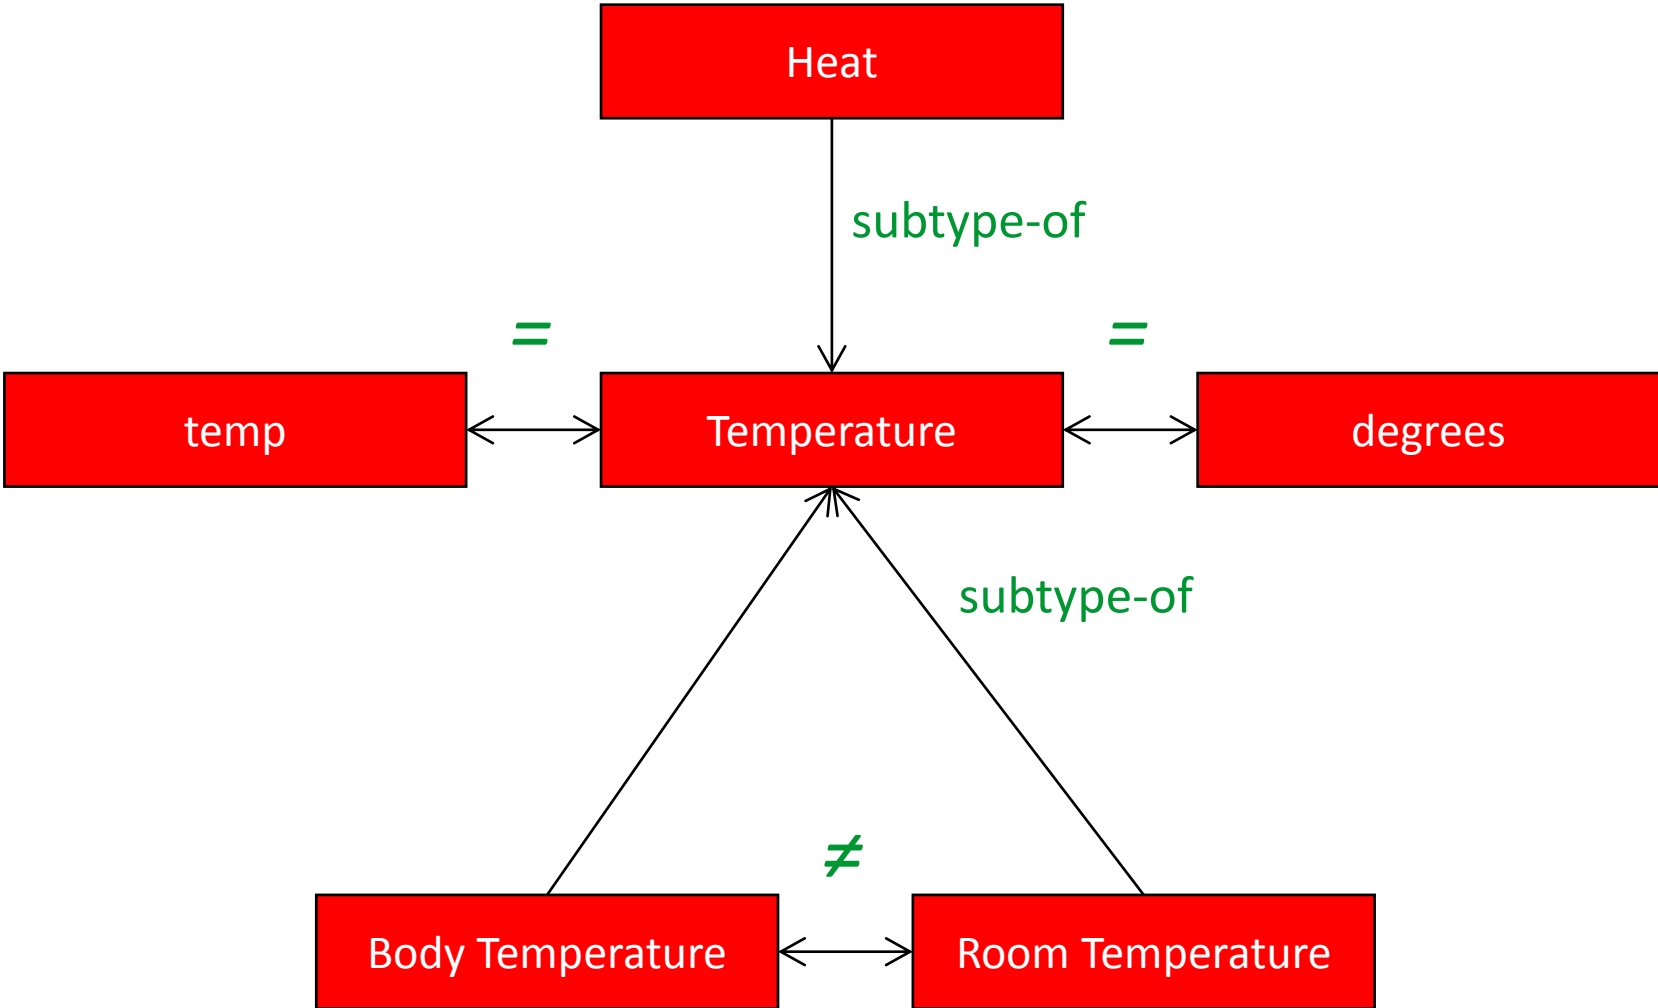 Heat
subtype-of
= =
temp Temperature degrees
subtype-of
≠
Body Temperature Room Temperature